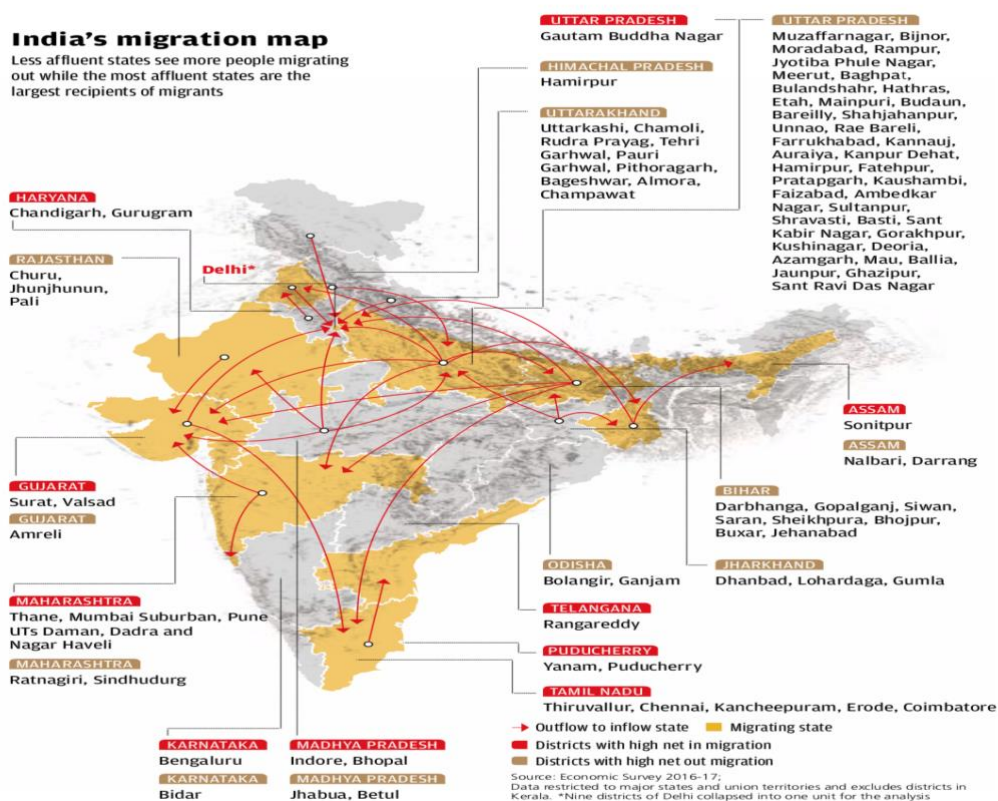 India's migration map
Less affluent states see more people migrating
out while the most affluent states are the
largest recipients of migrants
UTTAR PRADESH
Gautam Buddha Nagar
HIMACHAL PRADESH
Hamirpur
UTTARAKHAND
Uttarkashi, Chamoli,
Rudra Prayag, Tehri
Garhwal, Pauri
Garhwal, Pithoragarh,
Bageshwar, Almora,
Champawat
UTTAR PRADESH
Muzaffarnagar, Bijnor,
Moradabad, Rampur,
Jyotiba Phule Nagar,
Meerut, Baghpat,
Bulandshahr, Hathras,
Etah, Mainpuri, Budaun,
Bareilly, Shahjahanpur,
Unnao, Rae Bareli,
Farrukhabad, Kannauj,
Auraiya, Kanpur Dehat,
Hamirpur, Fatehpur,
Pratapgarh, Kaushambi,
Faizabad, Ambedkar
Nagar, Sultanpur,
Shravasti, Basti, Sant
Kabir Nagar, Gorakhpur,
Kushinagar, Deoria,
Azamgarh, Mau, Ballia,
Jaunpur, Ghazipur,
Sant Ravi Das Nagar
HARYANA
Chandigarh, Gurugram
RAJASTHAN
Churu,
Jhunjhunun,
Pali
Delhi*
ASSAM
Sonitpur
ASSAM
Nalbari, Darrang
GUJARAT
Surat, Valsad
GUJARAT
Amreli
BIHAR
Darbhanga, Gopalganj, Siwan,
Saran, Sheikhpura, Bhojpur,
Buxar, Jehanabad
ODISHA
Bolangir, Ganjam
JHARKHAND
Dhanbad, Lohardaga, Gumla
MAHARASHTRA
Thane, Mumbai Suburban, Pune
UTs Daman, Dadra and
Nagar Haveli
MAHARASHTRA
Ratnagiri, Sindhudurg
TELANGANA
Rangareddy
PUDUCHERRY
Yanam, Puducherry
TAMIL NADU
Thiruvallur, Chennai, Kancheepuram, Erode, Coimbatore
KARNATAKA
Bengaluru
KARNATAKA
Bidar
MADHYA PRADESH
Indore, Bhopal
MADHYA PRADESH
Jhabua, Betul
Outflow to inflow state
Migrating state
Districts with high net in migration
Districts with high net out migration
Source: Economic Survey 2016-17;
Data restricted to major states and union territories and excludes districts in
Kerala. *Nine districts of Delhi collapsed into one unit for the analysis